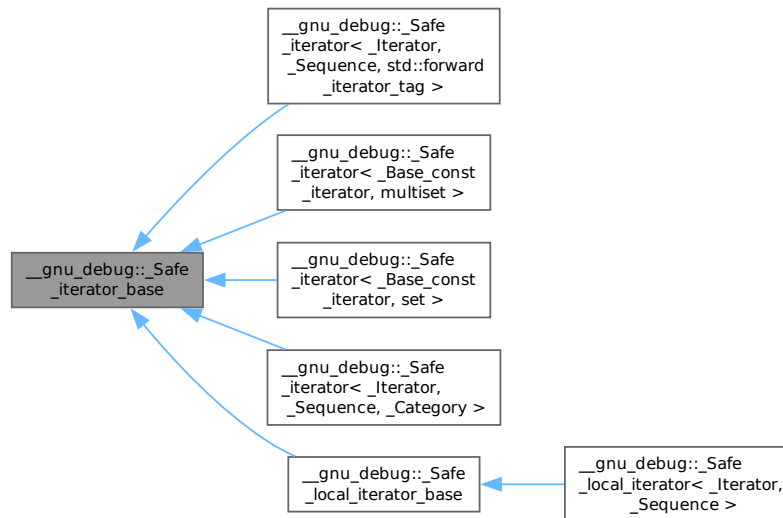 __gnu_debug::_Safe
_iterator< _Iterator,
_Sequence, std::forward
_iterator_tag >
__gnu_debug::_Safe
_iterator< _Base_const
_iterator, multiset >
__gnu_debug::_Safe
_iterator_base
__gnu_debug::_Safe
_iterator< _Base_const
_iterator, set >
__gnu_debug::_Safe
_iterator< _Iterator,
_Sequence, _Category >
__gnu_debug::_Safe
_local_iterator_base
__gnu_debug::_Safe
_local_iterator< _Iterator,
_Sequence >